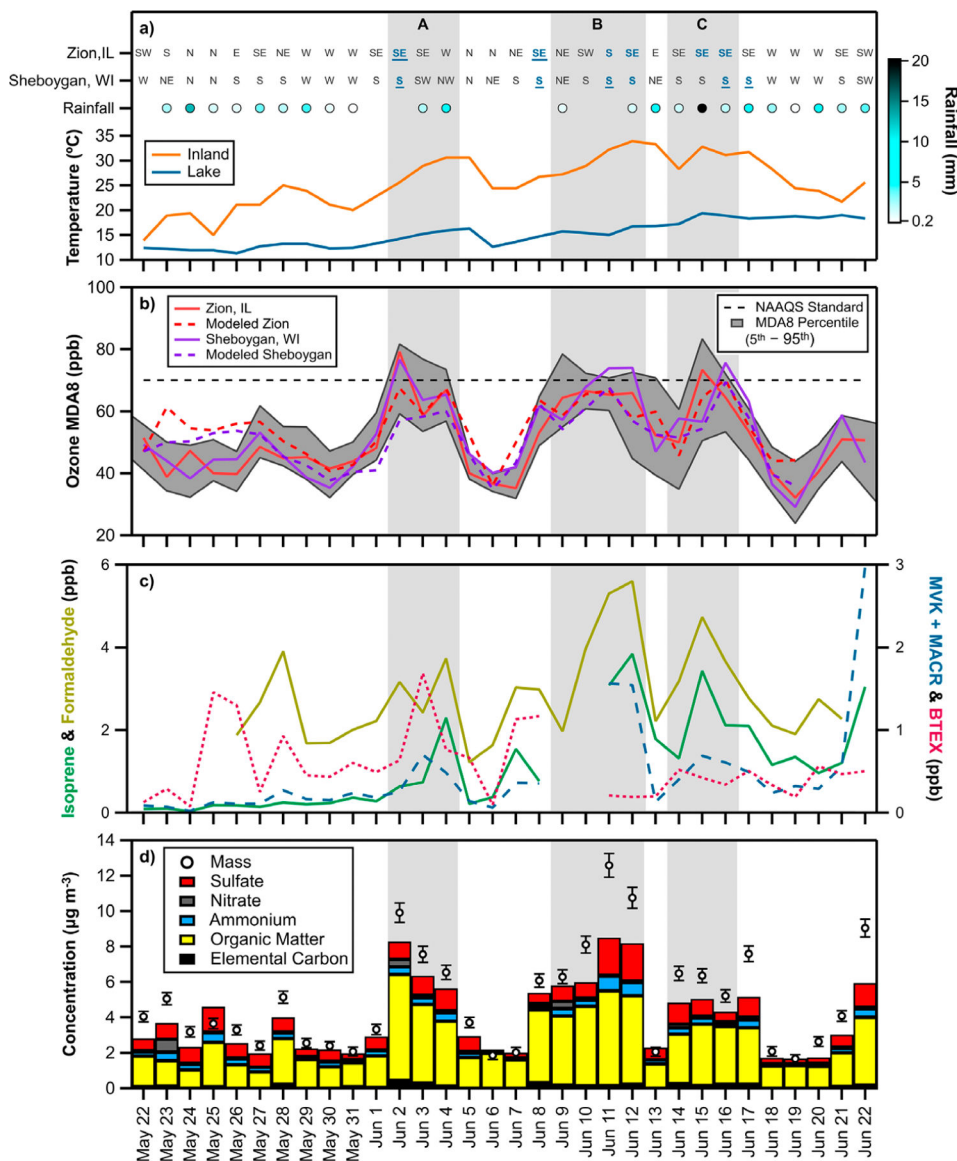 a)
A
B
C
Zion,IL SW S N N E SE NE W W W SE SE SE W N N NE SE NE SW S SE E SE SE SE SE W W W SE SW
Sheboygan, WI W NE N N S S S W W W S S SW NW N NE S S NE S S S NE S S S S W W W S SW
Rainfall
Rainfall (mm)
20
15
10
5
0.2
Temperature (ºC)
35
30
25
20
15
10
Inland
Lake
b)
Ozone MDA8 (ppb)
100
80
60
40
20
Zion, IL
Modeled Zion
Sheboygan, WI
Modeled Sheboygan
NAAQS Standard
MDA8 Percentile
(5th – 95th)
c)
Isoprene & Formaldehyde (ppb)
6
4
2
0
3
2
1
0
MVK + MACR & BTEX
(ppb)
d)
Concentration (µg m-3)
14
12
10
8
6
4
2
0
Mass
Sulfate
Nitrate
Ammonium
Organic Matter
Elemental Carbon
May 22
May 23
May 24
May 25
May 26
May 27
May 28
May 29
May 30
May 31
Jun 1
Jun 2
Jun 3
Jun 4
Jun 5
Jun 6
Jun 7
Jun 8
Jun 9
Jun 10
Jun 11
Jun 12
Jun 13
Jun 14
Jun 15
Jun 16
Jun 17
Jun 18
Jun 19
Jun 20
Jun 21
Jun 22